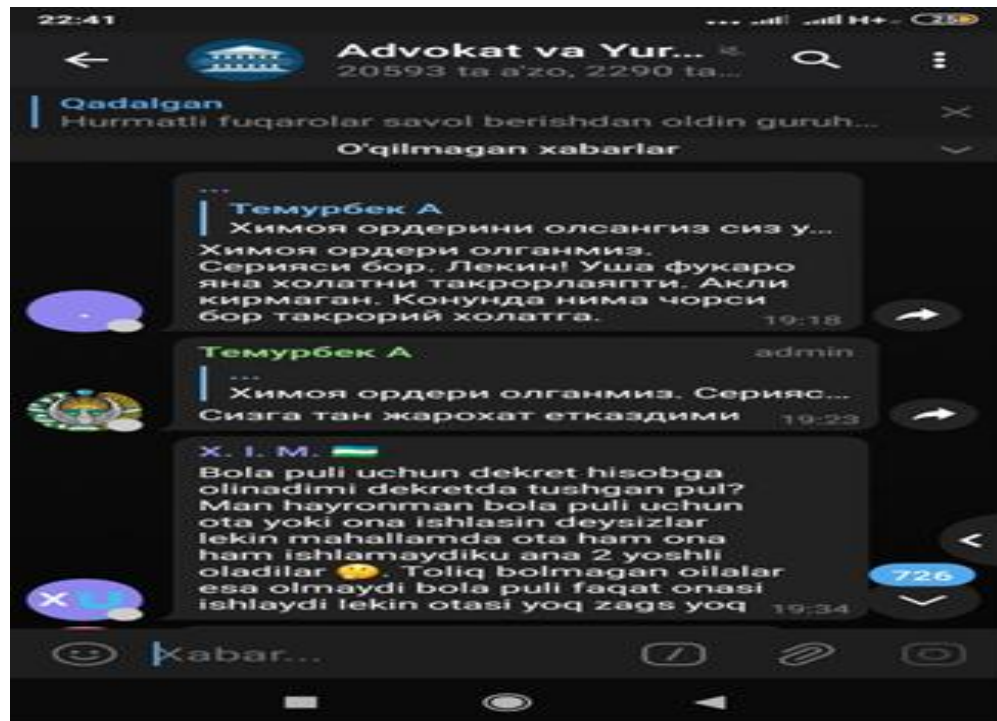 22:41
H+
25
Advokat va Yur...
20593 ta a'zo, 2290 ta...
Qadalgan
Hurmatli fuqarolar savol berishdan oldin guruh...
O'qilmagan xabarlar
...
Темурбек А
Химоя ордерини олсангиз сиз у...
Химоя ордери олганмиз.
Серияси бор. Лекин! Уша фукаро
яна холатни такрорлаяпти. Акли
кирмаган. Конунда нима чорси
бор такрорий холатга.
19:18
Темурбек А admin
...
Химоя ордери олганмиз. Серияс...
Сизга тан жарохат етказдими 19:23
X. I. M.
Bola puli uchun dekret hisobga
olinadimi dekretda tushgan pul?
Man hayronman bola puli uchun
ota yoki ona ishlasin deysizlar
lekin mahallamda ota ham ona
ham ishlamaydiku ana 2 yoshli
oladilar 🤔. Toliq bolmagan oilalar
esa olmaydi bola puli faqat onasi
ishlaydi lekin otasi yoq zags yoq 19:34
XU
726
Xabar...